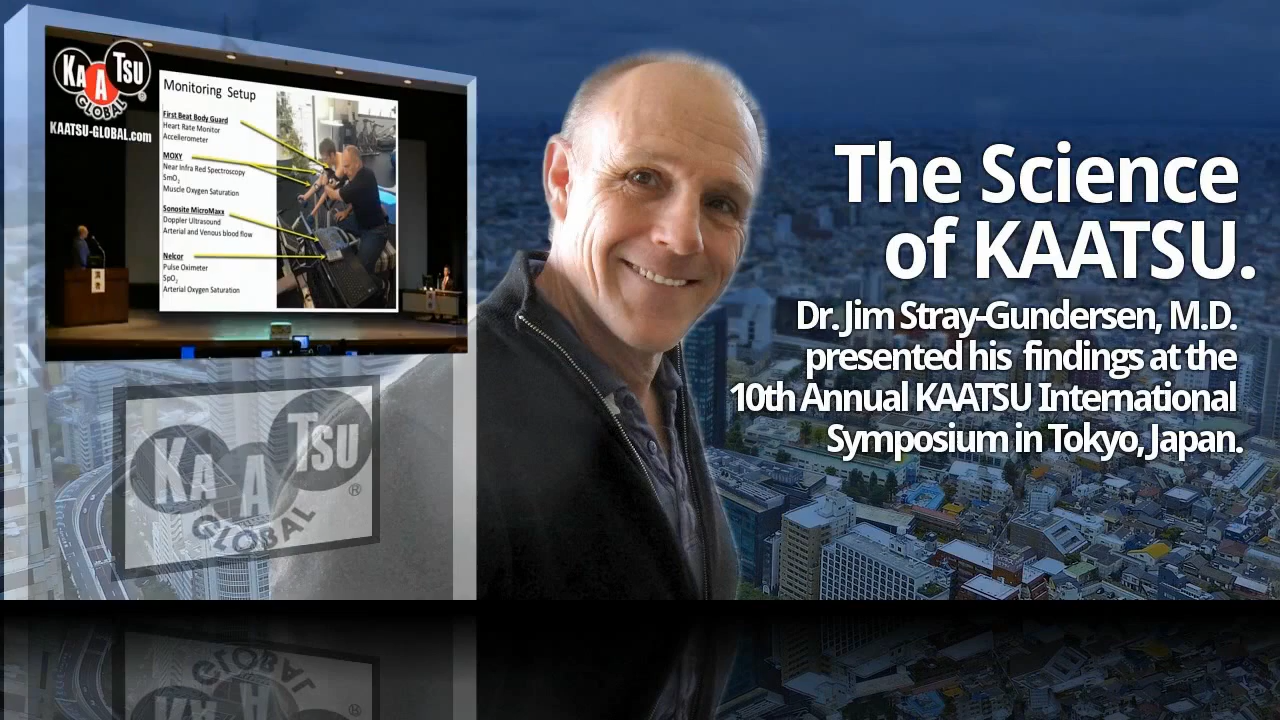 KAATSU
GLOBAL
®
KAATSU-GLOBAL.com
Monitoring Setup
First Beat Body Guard
Heart Rate Monitor
Accellerometer
MOXY
Near Infra Red Spectroscopy
SmO2
Muscle Oxygen Saturation
Sonosite MicroMaxx
Doppler Ultrasound
Arterial and Venous blood flow
Nelcor
Pulse Oximeter
SpO2
Arterial Oxygen Saturation
The Science
of KAATSU.
Dr. Jim Stray-Gundersen, M.D.
presented his findings at the
10th Annual KAATSU International
Symposium in Tokyo, Japan.
KAATSU
®
GLOBAL